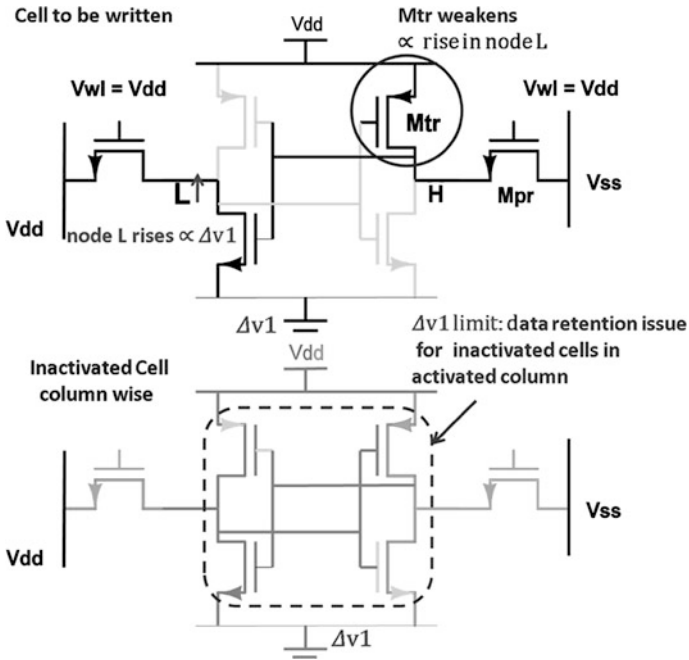 Cell to be written
Vdd
Mtr weakens
∝ rise in node L
Vwl = Vdd
Vwl = Vdd
Mtr
L
H
Mpr
Vss
Vdd
node L rises ∝ Δv1
Δv1
Δv1 limit: data retention issue
for inactivated cells in
activated column
Vdd
Inactivated Cell
column wise
Vss
Vdd
Δv1